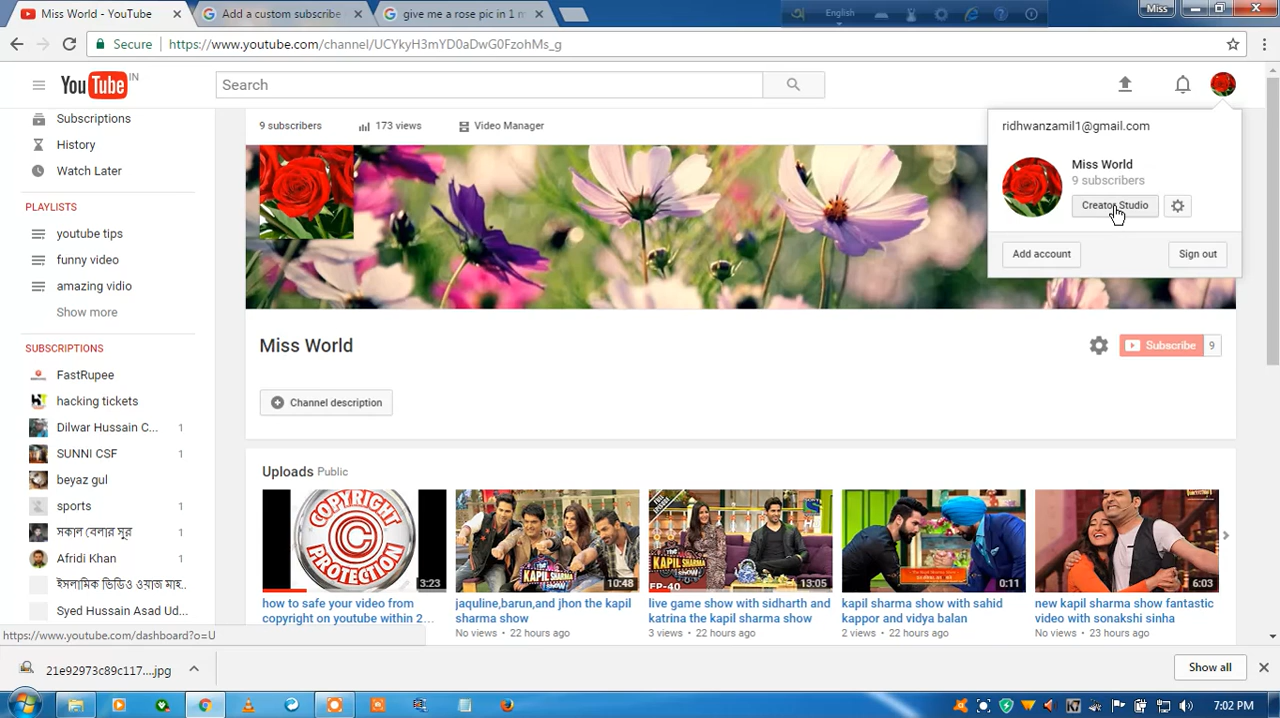 Miss World - YouTube
Add a custom subscribe
give me a rose pic in 1 m
English
Miss
Secure
https://www.youtube.com/channel/UCYkyH3mYD0aDwG0FzohMs_g
YouTube IN
Search
Subscriptions
History
Watch Later
PLAYLISTS
youtube tips
funny video
amazing vidio
Show more
SUBSCRIPTIONS
FastRupee
hacking tickets
Dilwar Hussain C... 1
SUNNI CSF 1
beyaz gul
sports
সকাল বেলার সুর 1
Afridi Khan 1
ইসলামিক ভিডিও ওয়াজ মাহ..
Syed Hussain Asad Ud...
9 subscribers
173 views
Video Manager
ridhwanzamil1@gmail.com
Miss World
9 subscribers
Creator Studio
Add account
Sign out
Miss World
Subscribe 9
Channel description
Uploads Public
COPYRIGHT PROTECTION
3:23
10:48
FP-40
13:05
0:11
6:03
how to safe your video from
copyright on youtube within 2...
jaquline,barun,and jhon the kapil
sharma show
No views • 22 hours ago
live game show with sidharth and
katrina the kapil sharma show
3 views • 22 hours ago
kapil sharma show with sahid
kappor and vidya balan
2 views • 22 hours ago
new kapil sharma show fantastic
video with sonakshi sinha
No views • 23 hours ago
https://www.youtube.com/dashboard?o=U
21e92973c89c117....jpg
Show all
7:02 PM